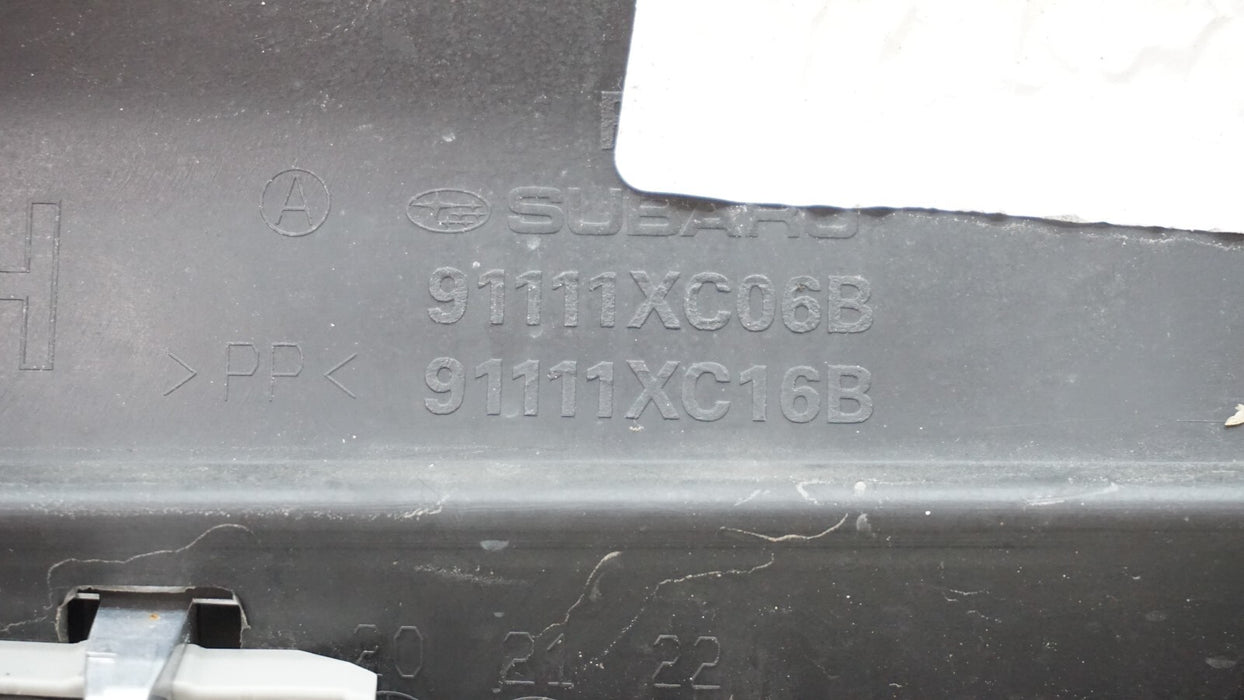 H
A
SUBARU
91111XC06B
>PP<
91111XC16B
20 21 22